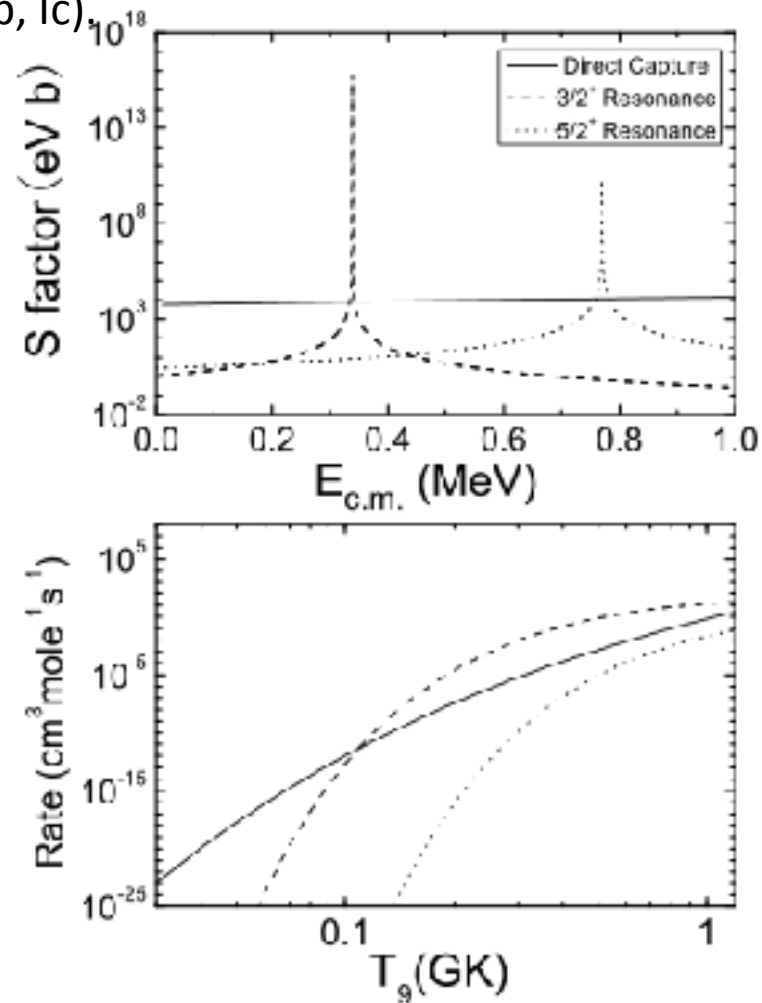 b, Ic).
10^18
10^13
10^8
10^3
10^-2
S factor (eV b)
Direct Capture
3/2+ Resonance
5/2+ Resonance
0.0 0.2 0.4 0.6 0.8 1.0
E_c.m. (MeV)
10^5
10^-6
10^-15
10^-25
Rate (cm^3 mole^-1 s^-1)
0.1 1
T_9 (GK)